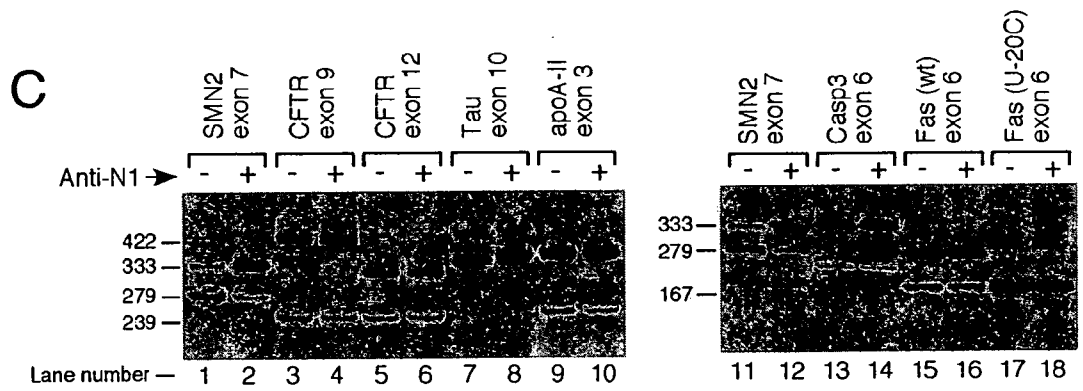 C
SMN2 exon 7
CFTR exon 9
CFTR exon 12
Tau exon 10
apoA-II exon 3
SMN2 exon 7
Casp3 exon 6
Fas (wt) exon 6
Fas (U-20C) exon 6
Anti-N1 → - + - + - + - + - +
- + - + - + - +
422
333
279
239
333
279
167
Lane number — 1 2 3 4 5 6 7 8 9 10
11 12 13 14 15 16 17 18